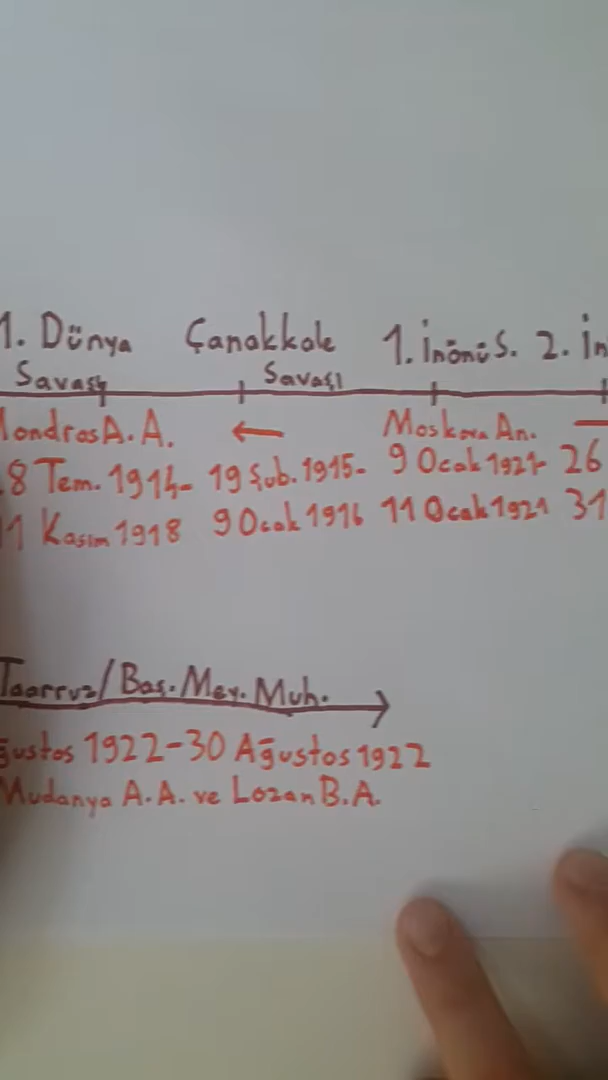 1. Dünya Çanakkale 1. İnönü S. 2. İn
Savaşı Savaşı
Mondros A. A. ← Moskova An.
8 Tem. 1914- 19 Şub. 1915- 9 Ocak 1921- 26
11 Kasım 1918 9 Ocak 1916 11 Ocak 1921 31
Taarruz/Baş. Mey. Muh.
ğustos 1922-30 Ağustos 1922
Mudanya A. A. ve Lozan B.A.